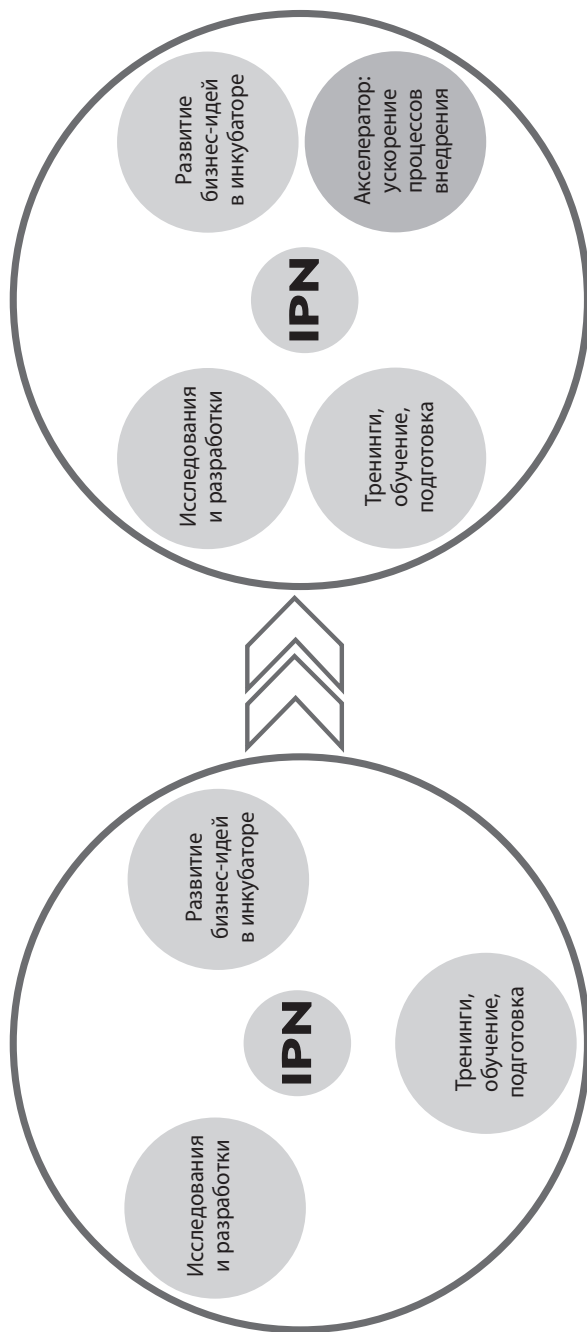 Исследования
и разработки
Развитие
бизнес-идей
в инкубаторе
IPN
Тренинги,
обучение,
подготовка
Исследования
и разработки
Развитие
бизнес-идей
в инкубаторе
IPN
Тренинги,
обучение,
подготовка
Акселератор:
ускорение
процессов
внедрения